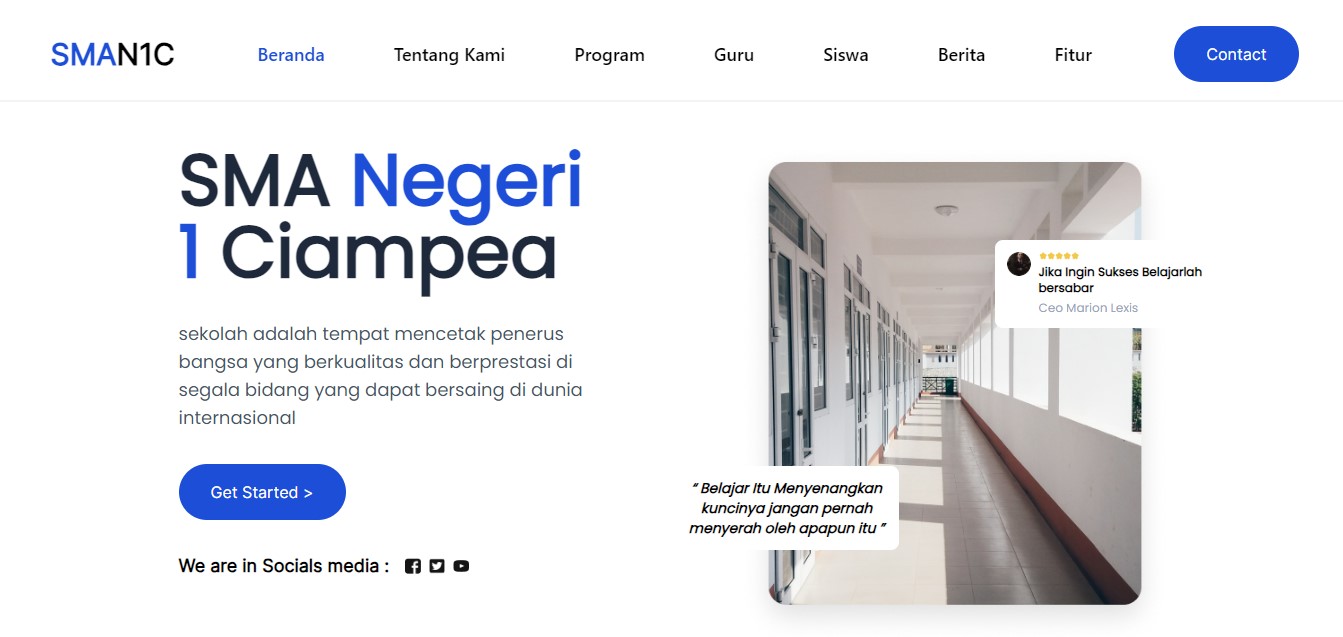 SMAN1C
Beranda
Tentang Kami
Program
Guru
Siswa
Berita
Fitur
Contact
SMA Negeri
1 Ciampea
sekolah adalah tempat mencetak penerus
bangsa yang berkualitas dan berprestasi di
segala bidang yang dapat bersaing di dunia
internasional
Get Started >
We are in Socials media :
Jika Ingin Sukses Belajarlah
bersabar
Ceo Marion Lexis
“ Belajar Itu Menyenangkan
kuncinya jangan pernah
menyerah oleh apapun itu ”